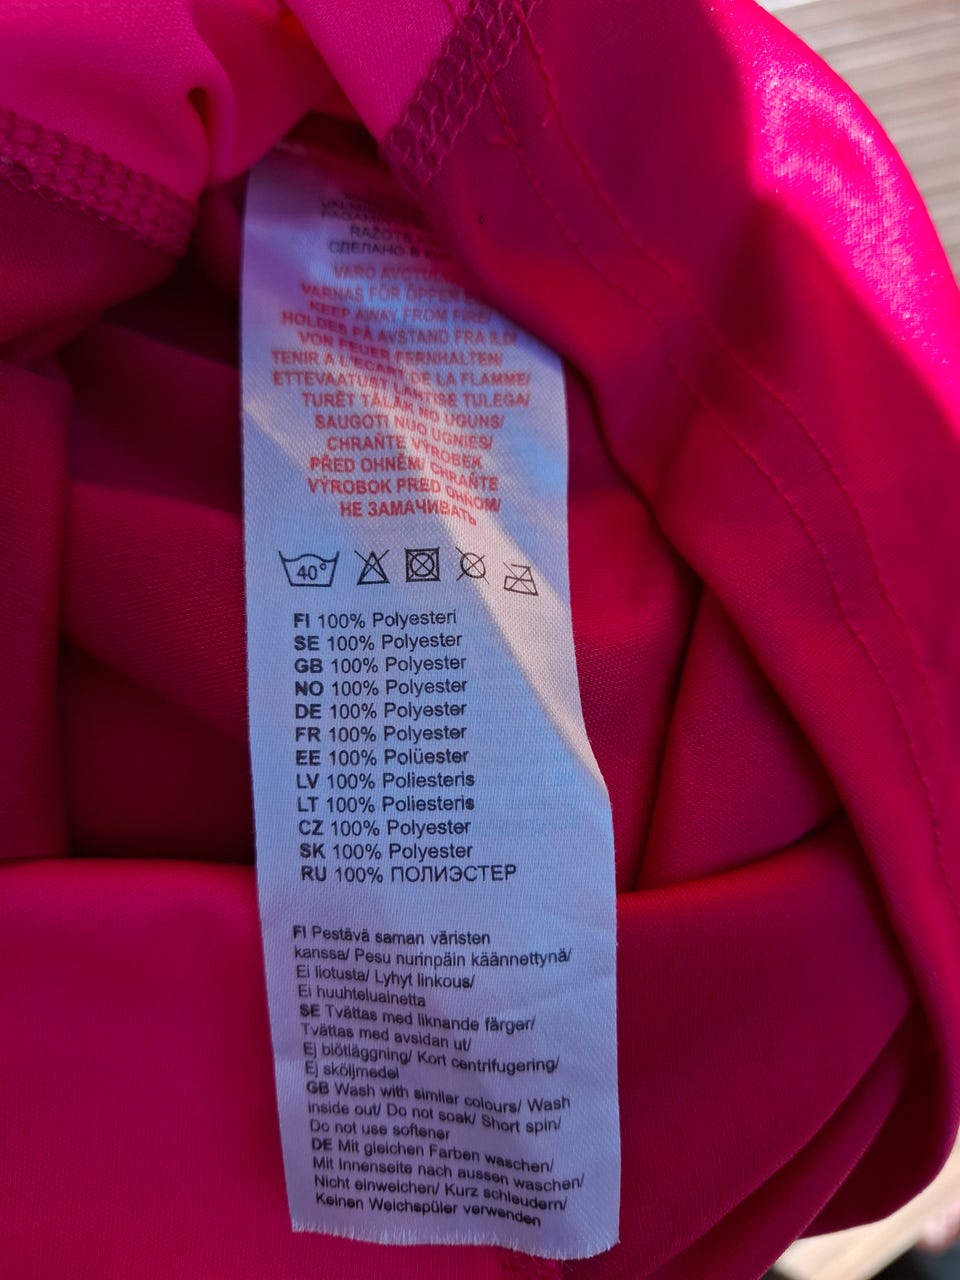 RAŽOTS
СДЕЛАНО В
VARO AVOTULTA
VARNAS FÖR ÖPPEN
KEEP AWAY FROM FIRE/
HOLDES PÅ AVSTAND FRA ILD/
VON FEUER FERNHALTEN/
TENIR A L'ECART DE LA FLAMME/
ETTEVAATUST LAHTISE TULEGA/
TURĒT TĀLĀK NO UGUNS/
SAUGOTI NUO UGNIES/
CHRAŇTE VÝROBEK
PŘED OHNĚM/ CHRAŇTE
VÝROBOK PRED OHŇOM/
НЕ ЗАМАЧИВАТЬ
40°
FI 100% Polyesteri
SE 100% Polyester
GB 100% Polyester
NO 100% Polyester
DE 100% Polyester
FR 100% Polyester
EE 100% Polüester
LV 100% Poliesteris
LT 100% Poliesteris
CZ 100% Polyester
SK 100% Polyester
RU 100% ПОЛИЭСТЕР
FI Pestävä saman väristen
kanssa/ Pesu nurinpäin käännettynä/
Ei liotusta/ Lyhyt linkous/
Ei huuhteluainetta
SE Tvättas med liknande färger/
Tvättas med avsidan ut/
Ej blötläggning/ Kort centrifugering/
Ej sköljmedel
GB Wash with similar colours/ Wash
inside out/ Do not soak/ Short spin/
Do not use softener
DE Mit gleichen Farben waschen/
Mit Innenseite nach aussen waschen/
Nicht einweichen/ Kurz schleudern/
Keinen Weichspüler verwenden